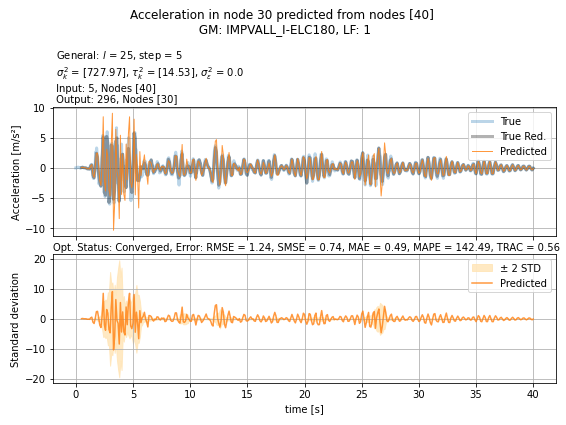 Acceleration in node 30 predicted from nodes [40]
GM: IMPVALL_I-ELC180, LF: 1
General: l = 25, step = 5
σ_k² = [727.97], τ_k² = [14.53], σ_ε² = 0.0
Input: 5, Nodes [40]
Output: 296, Nodes [30]
10
5
0
−5
−10
Acceleration [m/s²]
True
True Red.
Predicted
Opt. Status: Converged, Error: RMSE = 1.24, SMSE = 0.74, MAE = 0.49, MAPE = 142.49, TRAC = 0.56
20
10
0
−10
−20
Standard deviation
± 2 STD
Predicted
0 5 10 15 20 25 30 35 40
time [s]